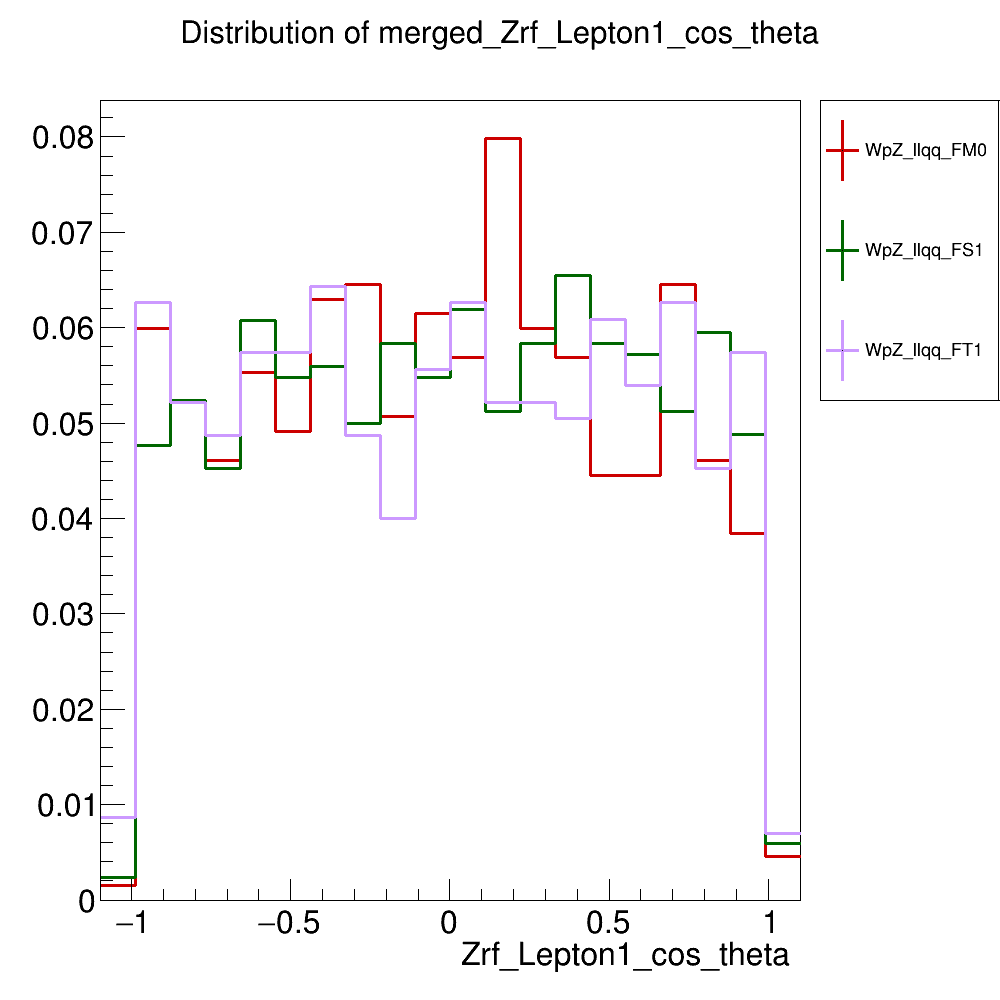 Distribution of merged_Zrf_Lepton1_cos_theta
0.08
0.07
0.06
0.05
0.04
0.03
0.02
0.01
0
−1
−0.5
0
0.5
1
Zrf_Lepton1_cos_theta
WpZ_llqq_FM0
WpZ_llqq_FS1
WpZ_llqq_FT1